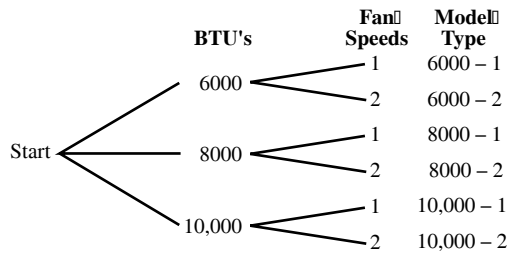 Fan Model
BTU's Speeds Type
1 6000 – 1
6000
2 6000 – 2
1 8000 – 1
Start 8000
2 8000 – 2
1 10,000 – 1
10,000
2 10,000 – 2